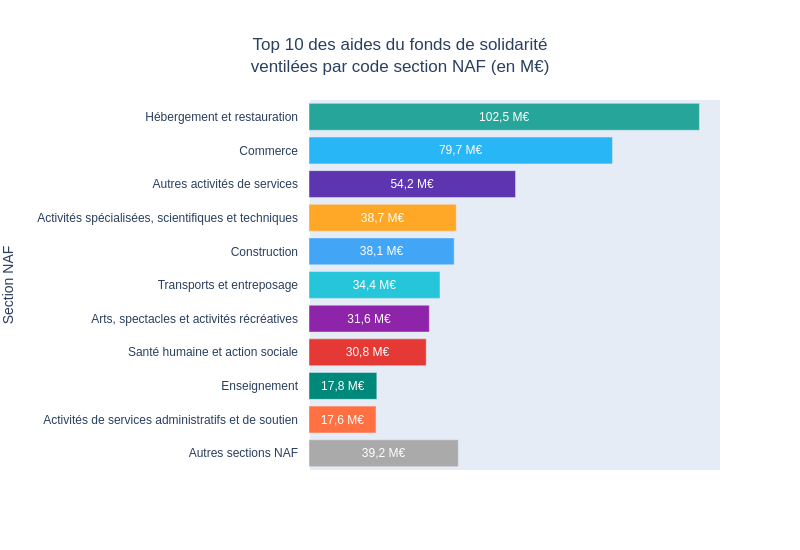 Top 10 des aides du fonds de solidarité
ventilées par code section NAF (en M€)
Section NAF
Hébergement et restauration 102,5 M€
Commerce 79,7 M€
Autres activités de services 54,2 M€
Activités spécialisées, scientifiques et techniques 38,7 M€
Construction 38,1 M€
Transports et entreposage 34,4 M€
Arts, spectacles et activités récréatives 31,6 M€
Santé humaine et action sociale 30,8 M€
Enseignement 17,8 M€
Activités de services administratifs et de soutien 17,6 M€
Autres sections NAF 39,2 M€